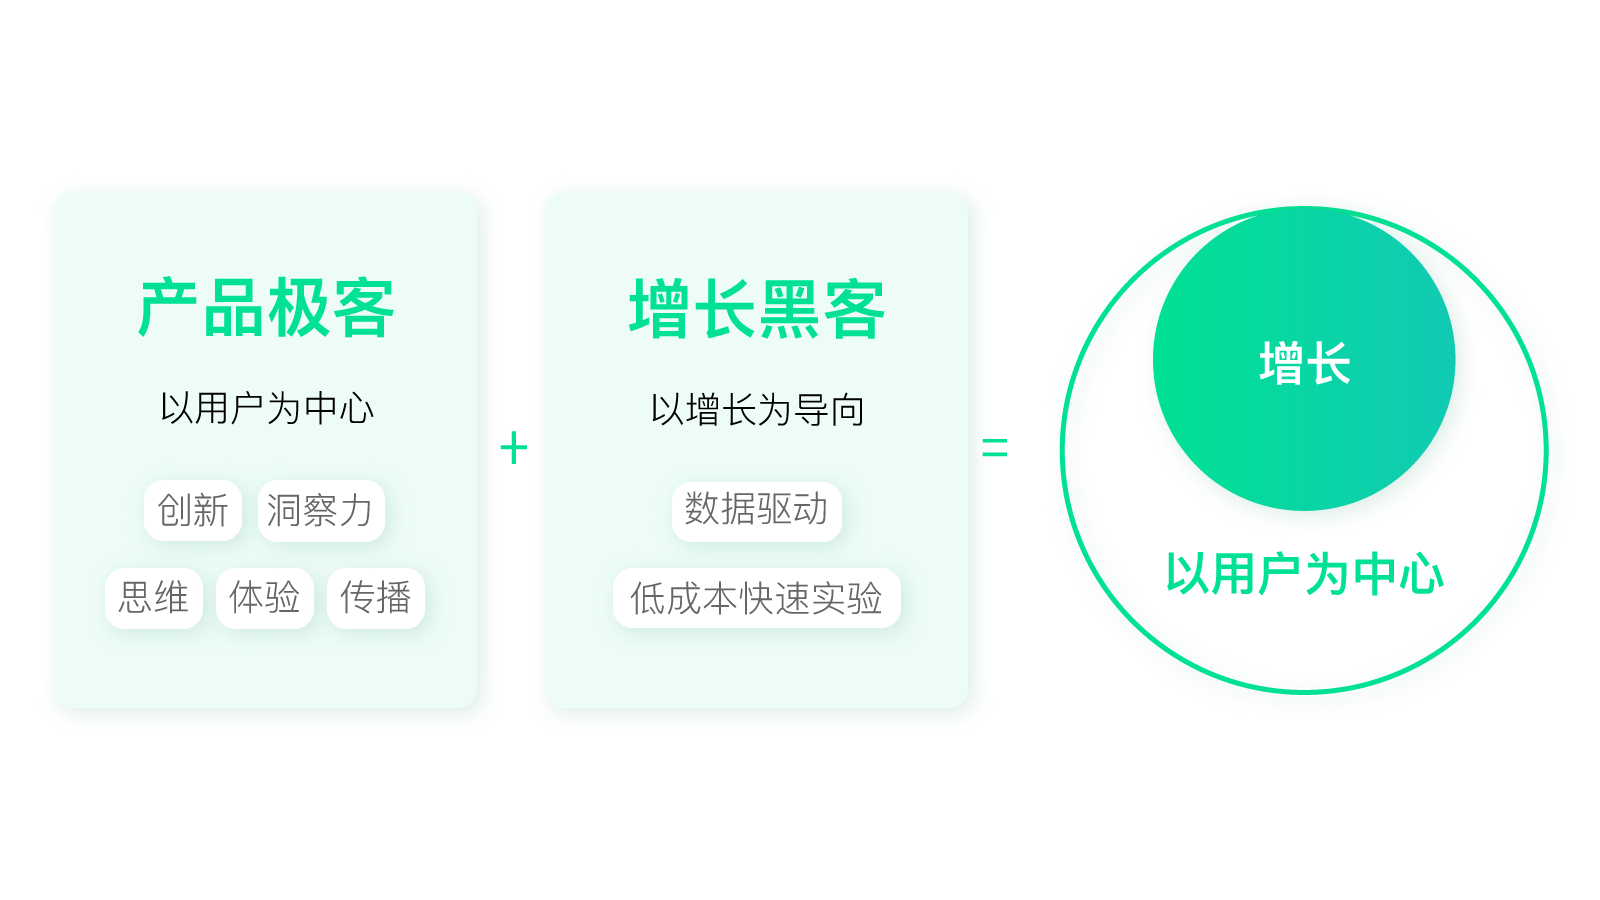 产品极客
以用户为中心
创新 洞察力
思维 体验 传播
+
增长黑客
以增长为导向
数据驱动
低成本快速实验
=
增长
以用户为中心